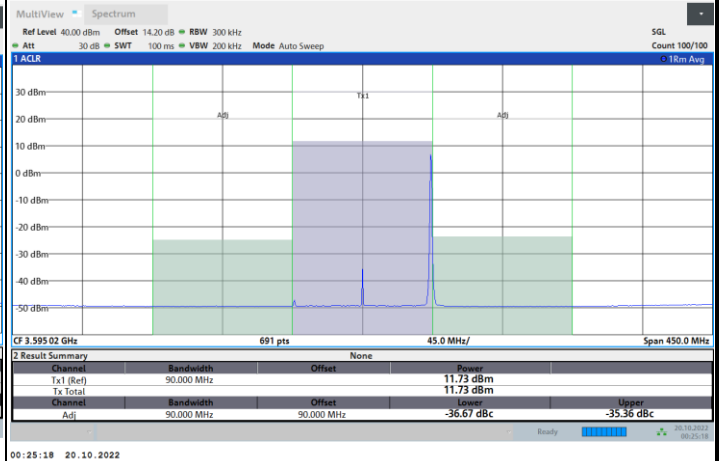 MultiView Spectrum
Ref Level 40.00 dBm Offset 14.20 dB RBW 300 kHz SGL
Att 30 dB SWT 100 ms VBW 200 kHz Mode Auto Sweep Count 100/100
1 ACLR 1Rm Avg
30 dBm
Tx1
20 dBm
Adj
Adj
10 dBm
0 dBm
-10 dBm
-20 dBm
-30 dBm
-40 dBm
-50 dBm
CF 3.595 02 GHz 691 pts 45.0 MHz/ Span 450.0 MHz
2 Result Summary None
Channel Bandwidth Offset Power
Tx1 (Ref) 90.000 MHz 11.73 dBm
Tx Total 11.73 dBm
Channel Bandwidth Offset Lower Upper
Adj 90.000 MHz 90.000 MHz -36.67 dBc -35.36 dBc
Ready 20.10.2022
00:25:18
00:25:18 20.10.2022